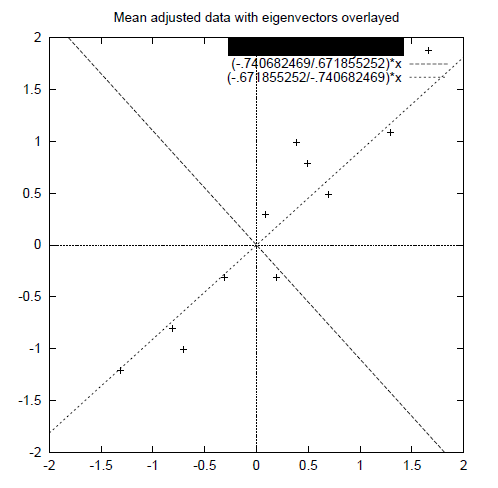 Mean adjusted data with eigenvectors overlayed
2
(-.740682469/.671855252)*x
1.5
(-.671855252/-.740682469)*x
1
0.5
0
-0.5
-1
-1.5
-2
-2 -1.5 -1 -0.5 0 0.5 1 1.5 2